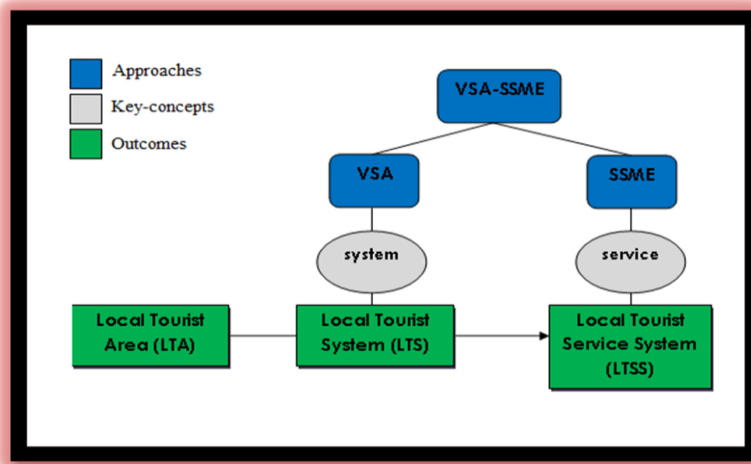 Approaches
Key-concepts
Outcomes
VSA-SSME
VSA
SSME
system
service
Local Tourist
Area (LTA)
Local Tourist
System (LTS)
Local Tourist
Service System
(LTSS)